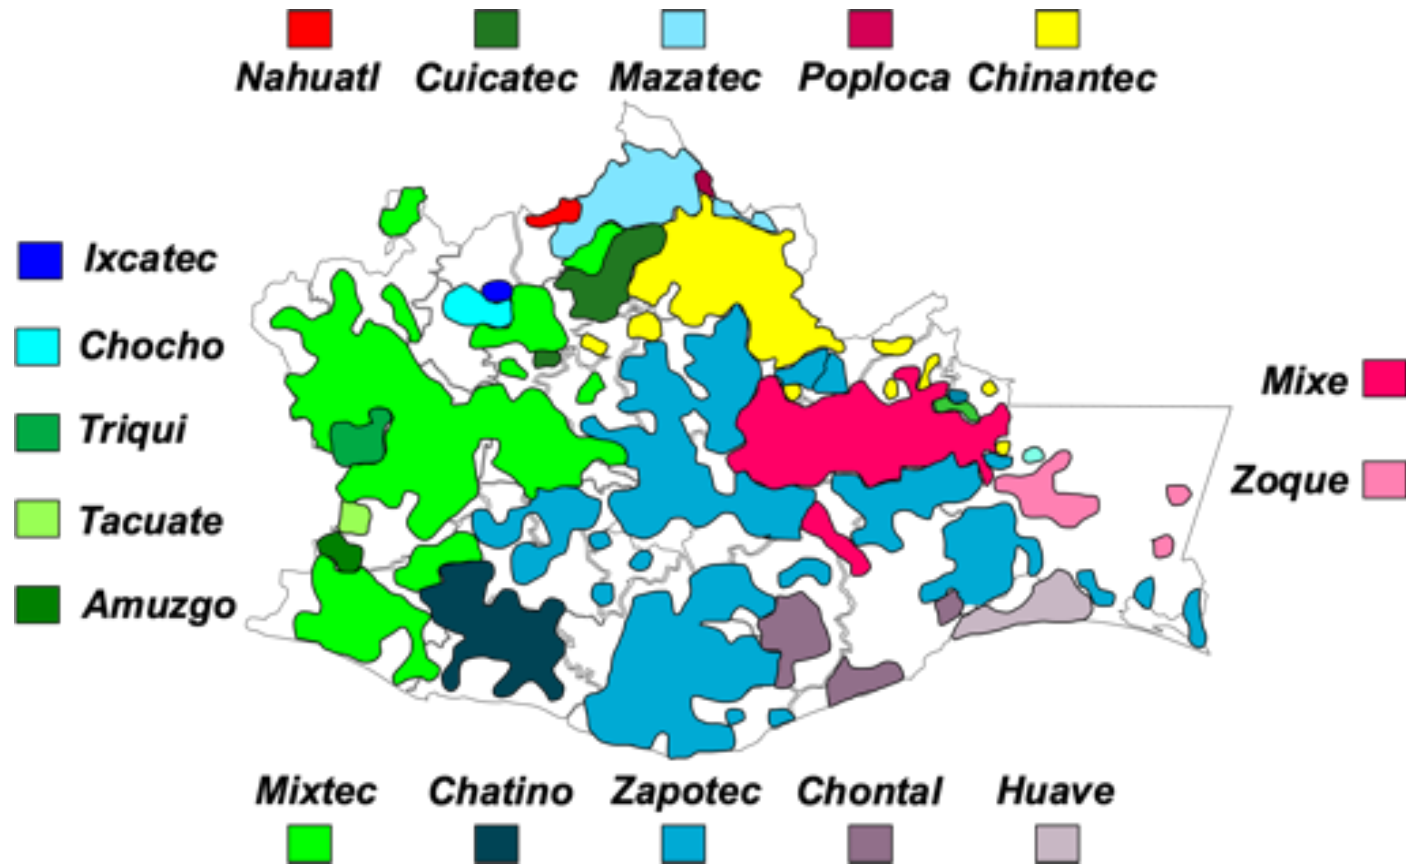 Nahuatl Cuicatec Mazatec Poploca Chinantec
Ixcatec
Chocho
Mixe
Triqui
Zoque
Tacuate
Amuzgo
Mixtec Chatino Zapotec Chontal Huave